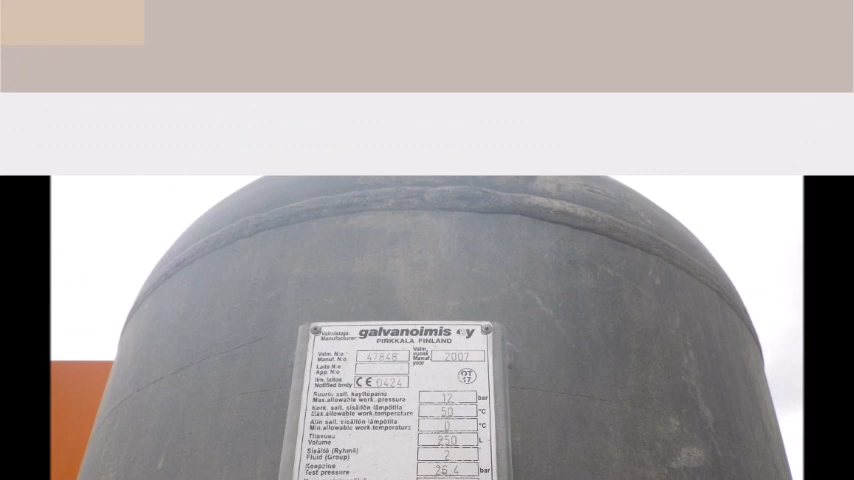 Valmistaja: galvanoimis oy
Manufacturer: PIRKKALA FINLAND
Valm. N:o Valm. vuosi
Manuf. N:o 47848 Manuf. year 2007
Laite N:o
App. N:o
Ilm. laitos
Notified body CE 0424 DT 17
Suurin sall. käyttöpaine
Max.allowable work. pressure 12 bar
Kork. sall. sisällön lämpötila
Max.allowable work.temperature 50 °C
Alin sall. sisällön lämpötila
Min.allowable work.temperature 0 °C
Tilavuus
Volume 950 L
Sisältö (Ryhmä)
Fluid (Group) 2
Koepaine
Test pressure 26.4 bar